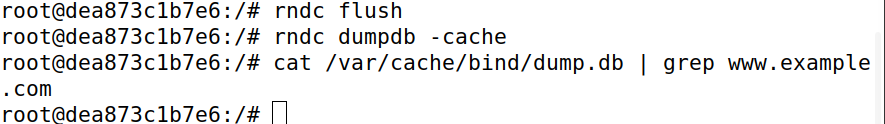 root@dea873c1b7e6:/# rndc flush
root@dea873c1b7e6:/# rndc dumpdb -cache
root@dea873c1b7e6:/# cat /var/cache/bind/dump.db | grep www.example
.com
root@dea873c1b7e6:/#